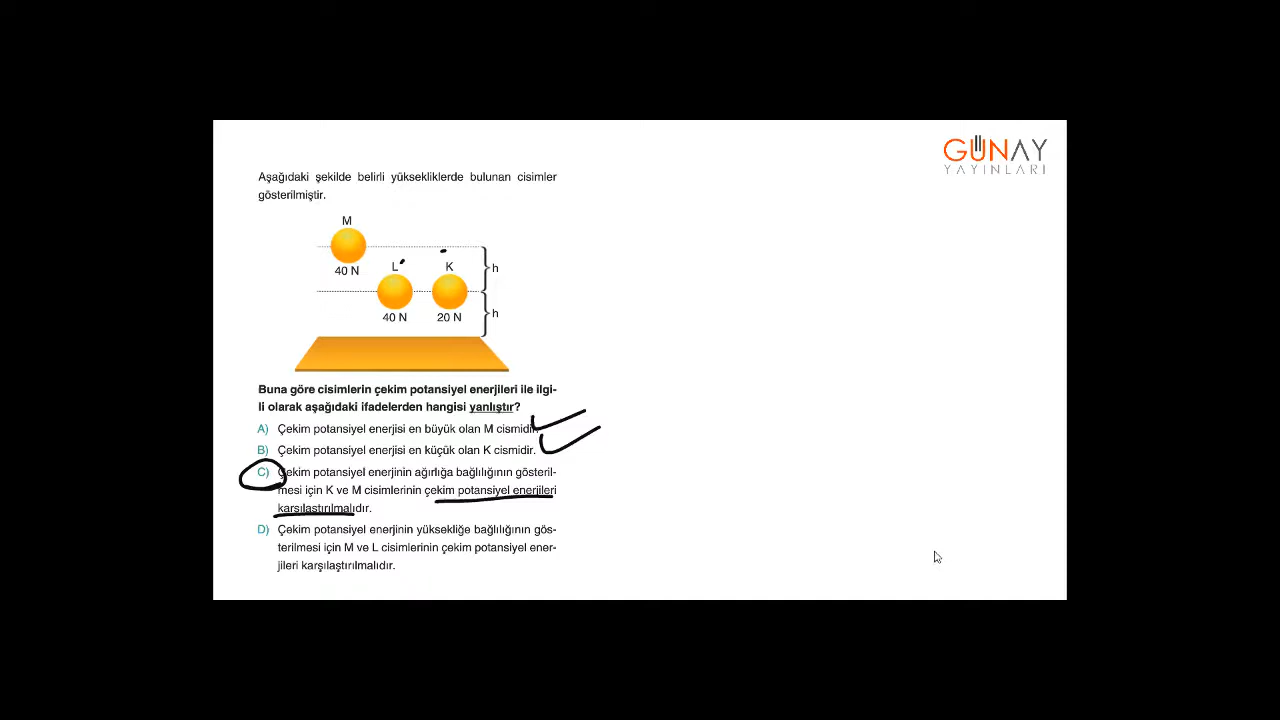 GÜNAY
YAYINLARI
Aşağıdaki şekilde belirli yüksekliklerde bulunan cisimler
gösterilmiştir.
M
40 N
L
K
h
40 N
20 N
h
Buna göre cisimlerin çekim potansiyel enerjileri ile ilgi-
li olarak aşağıdaki ifadelerden hangisi yanlıştır?
A) Çekim potansiyel enerjisi en büyük olan M cismidir.
B) Çekim potansiyel enerjisi en küçük olan K cismidir.
C) Çekim potansiyel enerjinin ağırlığa bağlılığının gösteril-
mesi için K ve M cisimlerinin çekim potansiyel enerjileri
karşılaştırılmalıdır.
D) Çekim potansiyel enerjinin yüksekliğe bağlılığının gös-
terilmesi için M ve L cisimlerinin çekim potansiyel ener-
jileri karşılaştırılmalıdır.